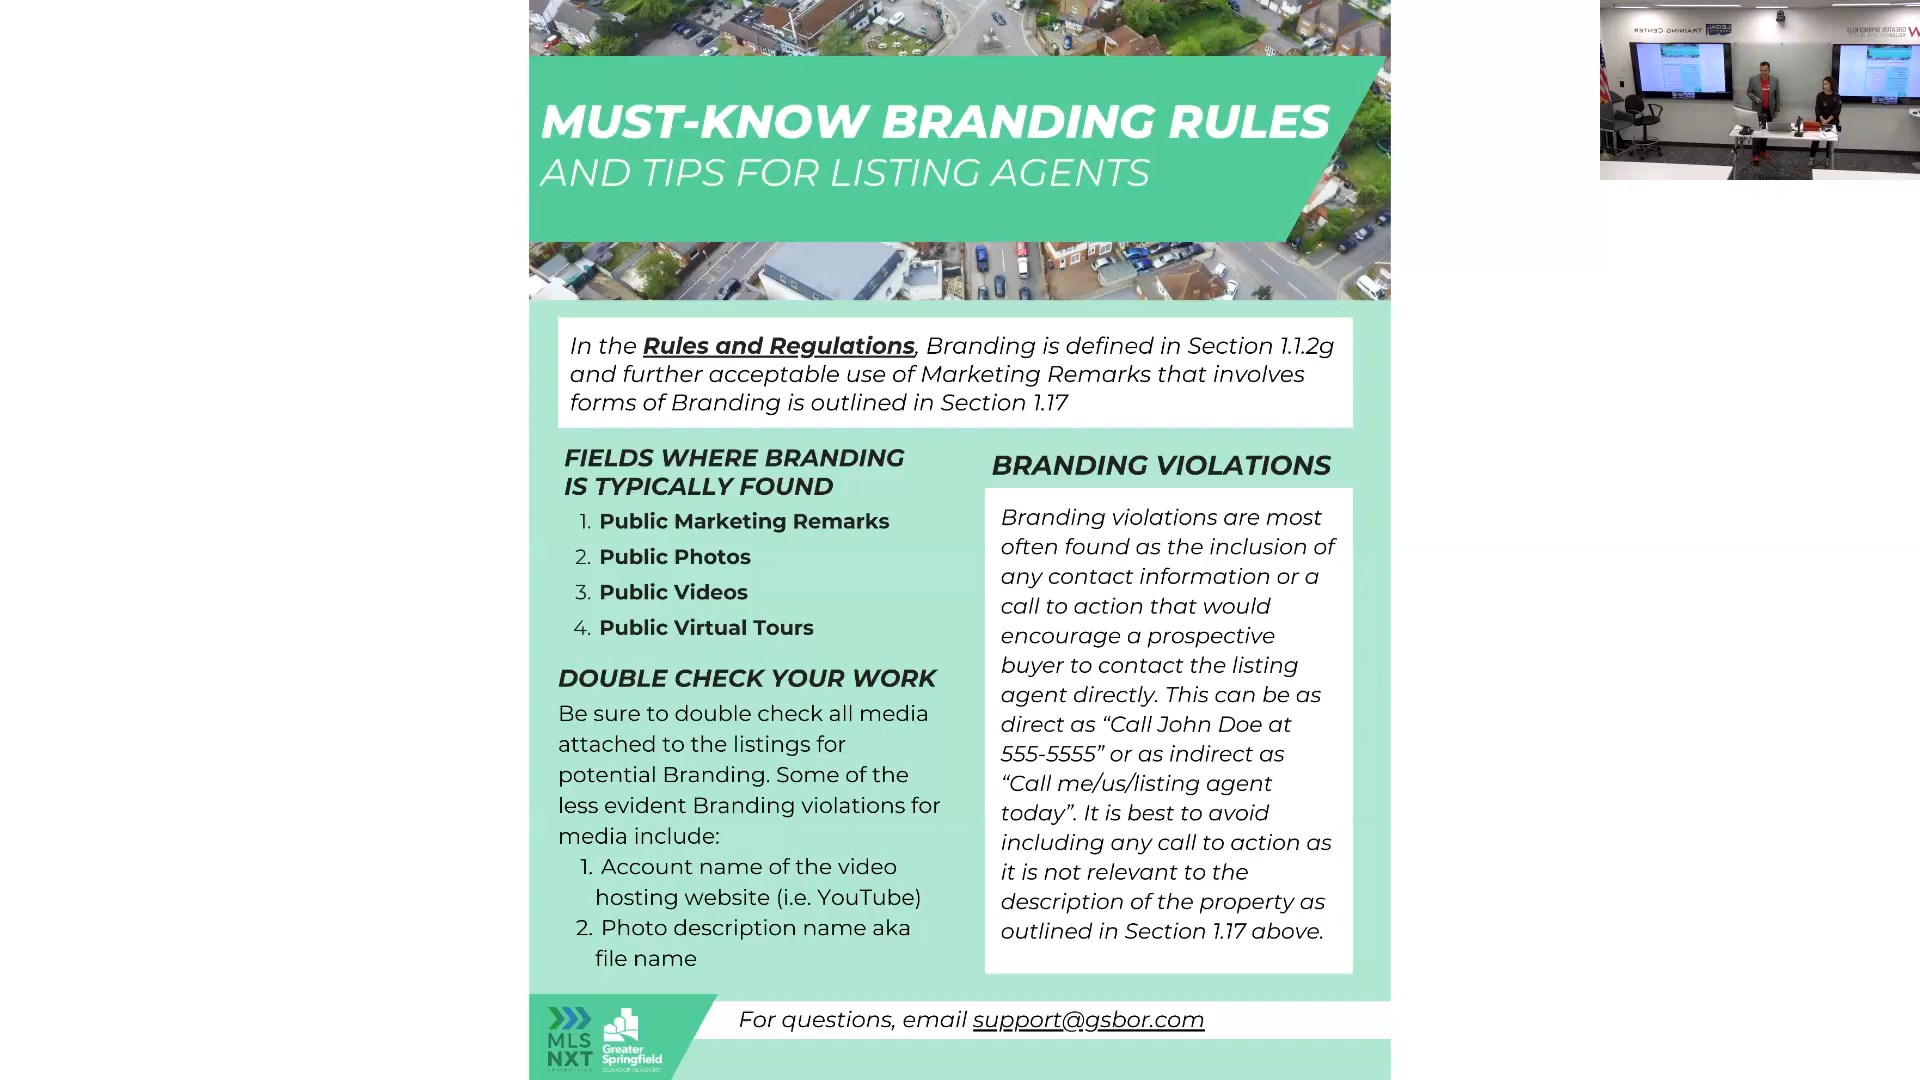 MUST-KNOW BRANDING RULES
AND TIPS FOR LISTING AGENTS
In the Rules and Regulations, Branding is defined in Section 1.1.2g
and further acceptable use of Marketing Remarks that involves
forms of Branding is outlined in Section 1.17
FIELDS WHERE BRANDING
IS TYPICALLY FOUND
1. Public Marketing Remarks
2. Public Photos
3. Public Videos
4. Public Virtual Tours
DOUBLE CHECK YOUR WORK
Be sure to double check all media
attached to the listings for
potential Branding. Some of the
less evident Branding violations for
media include:
1. Account name of the video
hosting website (i.e. YouTube)
2. Photo description name aka
file name
BRANDING VIOLATIONS
Branding violations are most
often found as the inclusion of
any contact information or a
call to action that would
encourage a prospective
buyer to contact the listing
agent directly. This can be as
direct as “Call John Doe at
555-5555” or as indirect as
“Call me/us/listing agent
today”. It is best to avoid
including any call to action as
it is not relevant to the
description of the property as
outlined in Section 1.17 above.
MLS
NXT
Greater
Springfield
BOARD OF REALTORS
For questions, email support@gsbor.com
TRAINING CENTER